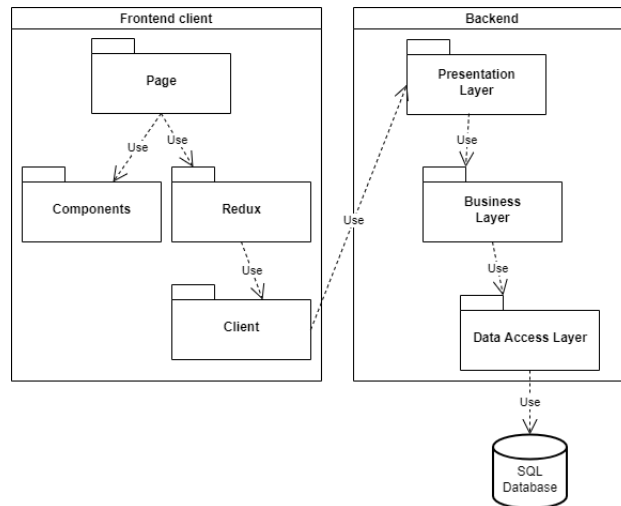 Frontend client
Page
Use
Use
Components
Redux
Use
Client
Use
Backend
Presentation
Layer
Use
Business
Layer
Use
Data Access Layer
Use
SQL
Database